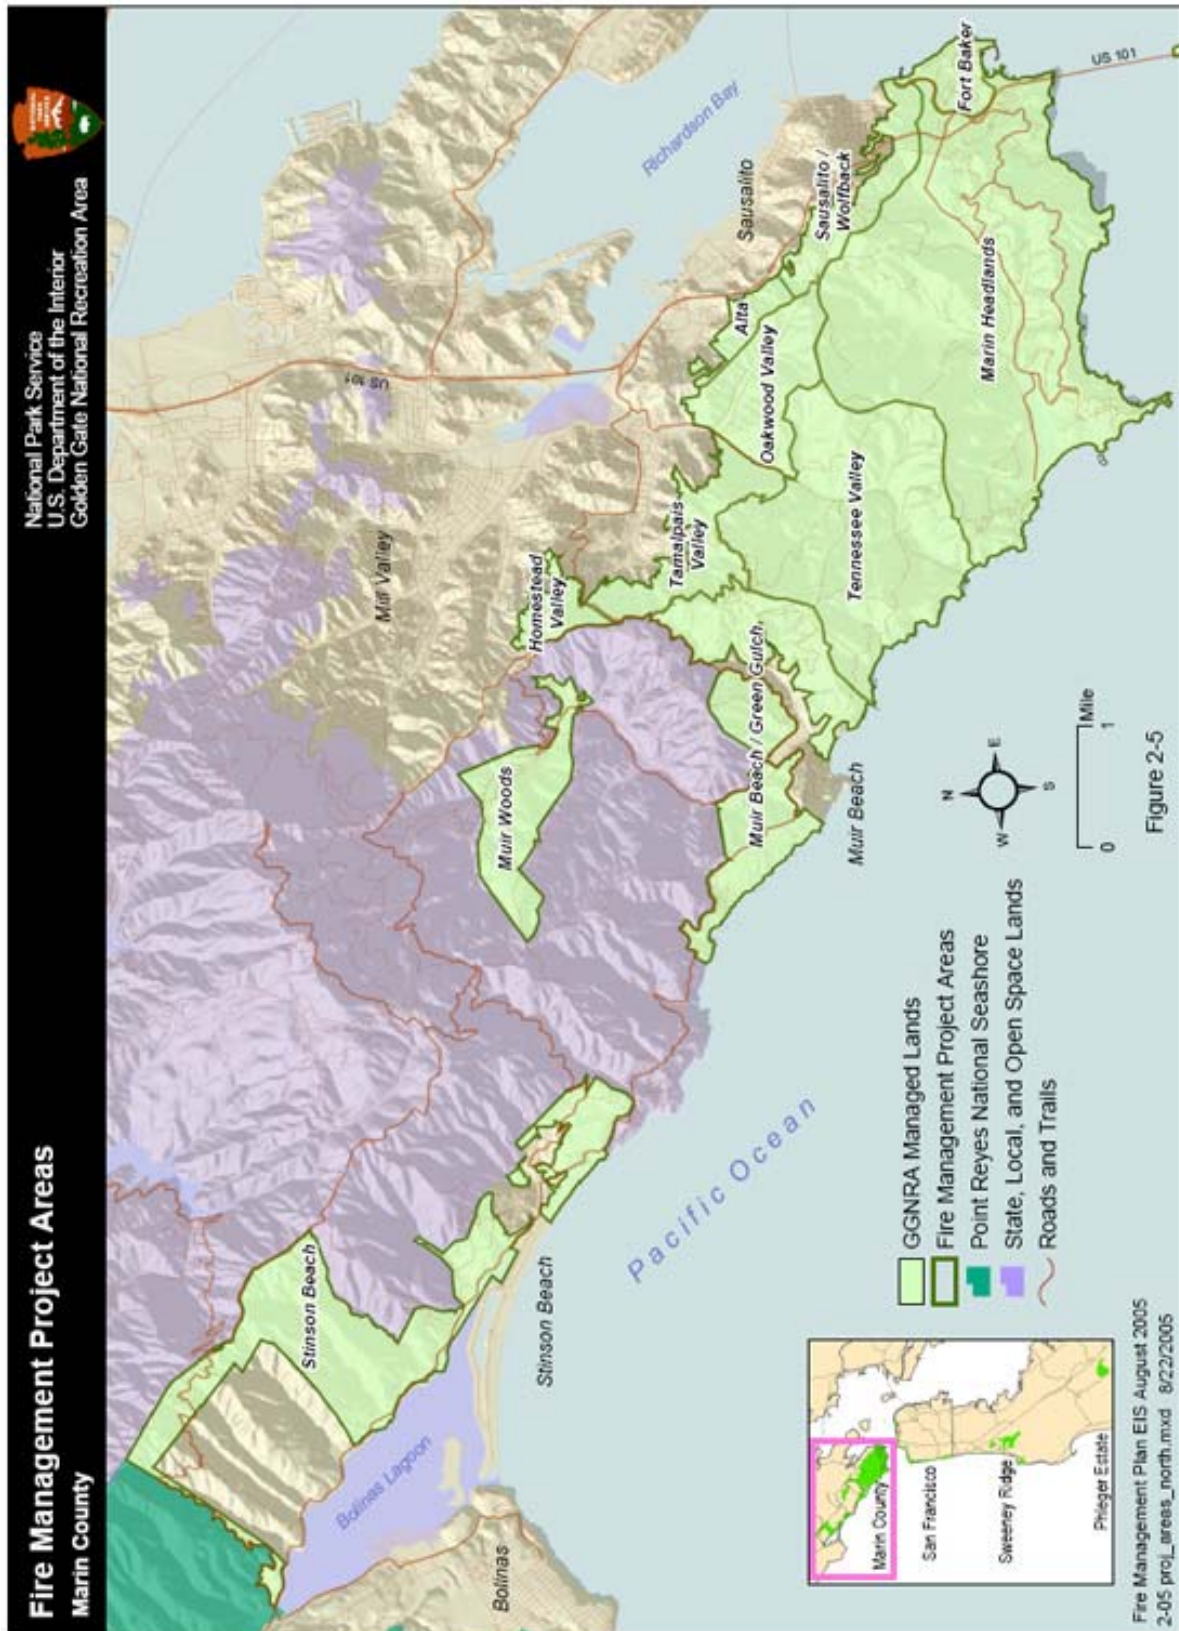 Fire Management Project Areas
Marin County
National Park Service
U.S. Department of the Interior
Golden Gate National Recreation Area
NATIONAL
PARK
SERVICE
US 101
Richardson Bay
Fort Baker
US 101
Mill Valley
Sausalito
Sausalito /
Wolfback
Alta
Oakwood Valley
Marin Headlands
Homestead
Valley
Tamalpais
Valley
Tennessee Valley
Muir Woods
Muir Beach / Green Gulch
Muir Beach
Stinson Beach
Bolinas Lagoon
Stinson Beach
Bolinas
Pacific Ocean
Marin County
San Francisco
Sweeney Ridge
Phleger Estate
GGNRA Managed Lands
Fire Management Project Areas
Point Reyes National Seashore
State, Local, and Open Space Lands
Roads and Trails
N
W
E
S
0
1
Mile
Fire Management Plan EIS August 2005
2-05 proj_areas_north.mxd 8/22/2005
Figure 2-5